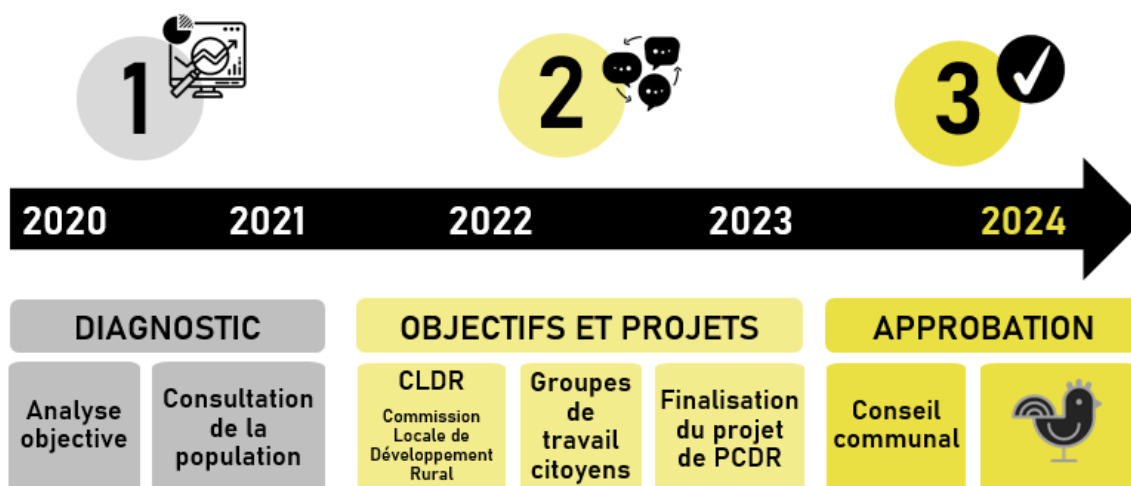 1
2
3
2020
2021
2022
2023
2024
DIAGNOSTIC
Analyse
objective
Consultation
de la
population
OBJECTIFS ET PROJETS
CLDR
Commission
Locale de
Développement
Rural
Groupes
de
travail
citoyens
Finalisation
du projet
de PCDR
APPROBATION
Conseil
communal